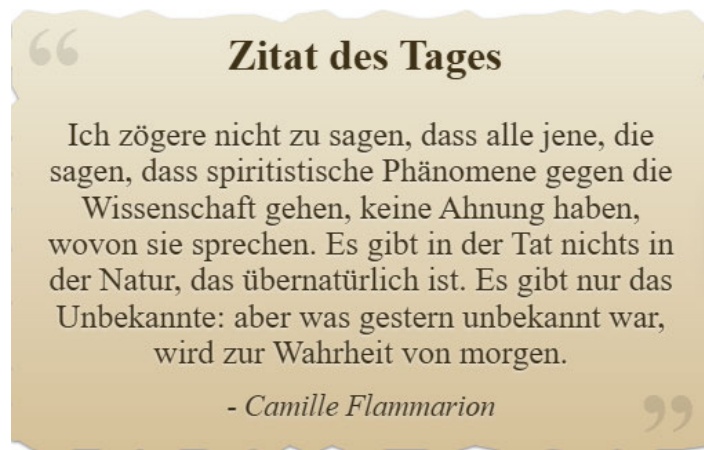 Zitat des Tages
Ich zögere nicht zu sagen, dass alle jene, die
sagen, dass spiritistische Phänomene gegen die
Wissenschaft gehen, keine Ahnung haben,
wovon sie sprechen. Es gibt in der Tat nichts in
der Natur, das übernatürlich ist. Es gibt nur das
Unbekannte: aber was gestern unbekannt war,
wird zur Wahrheit von morgen.
- Camille Flammarion